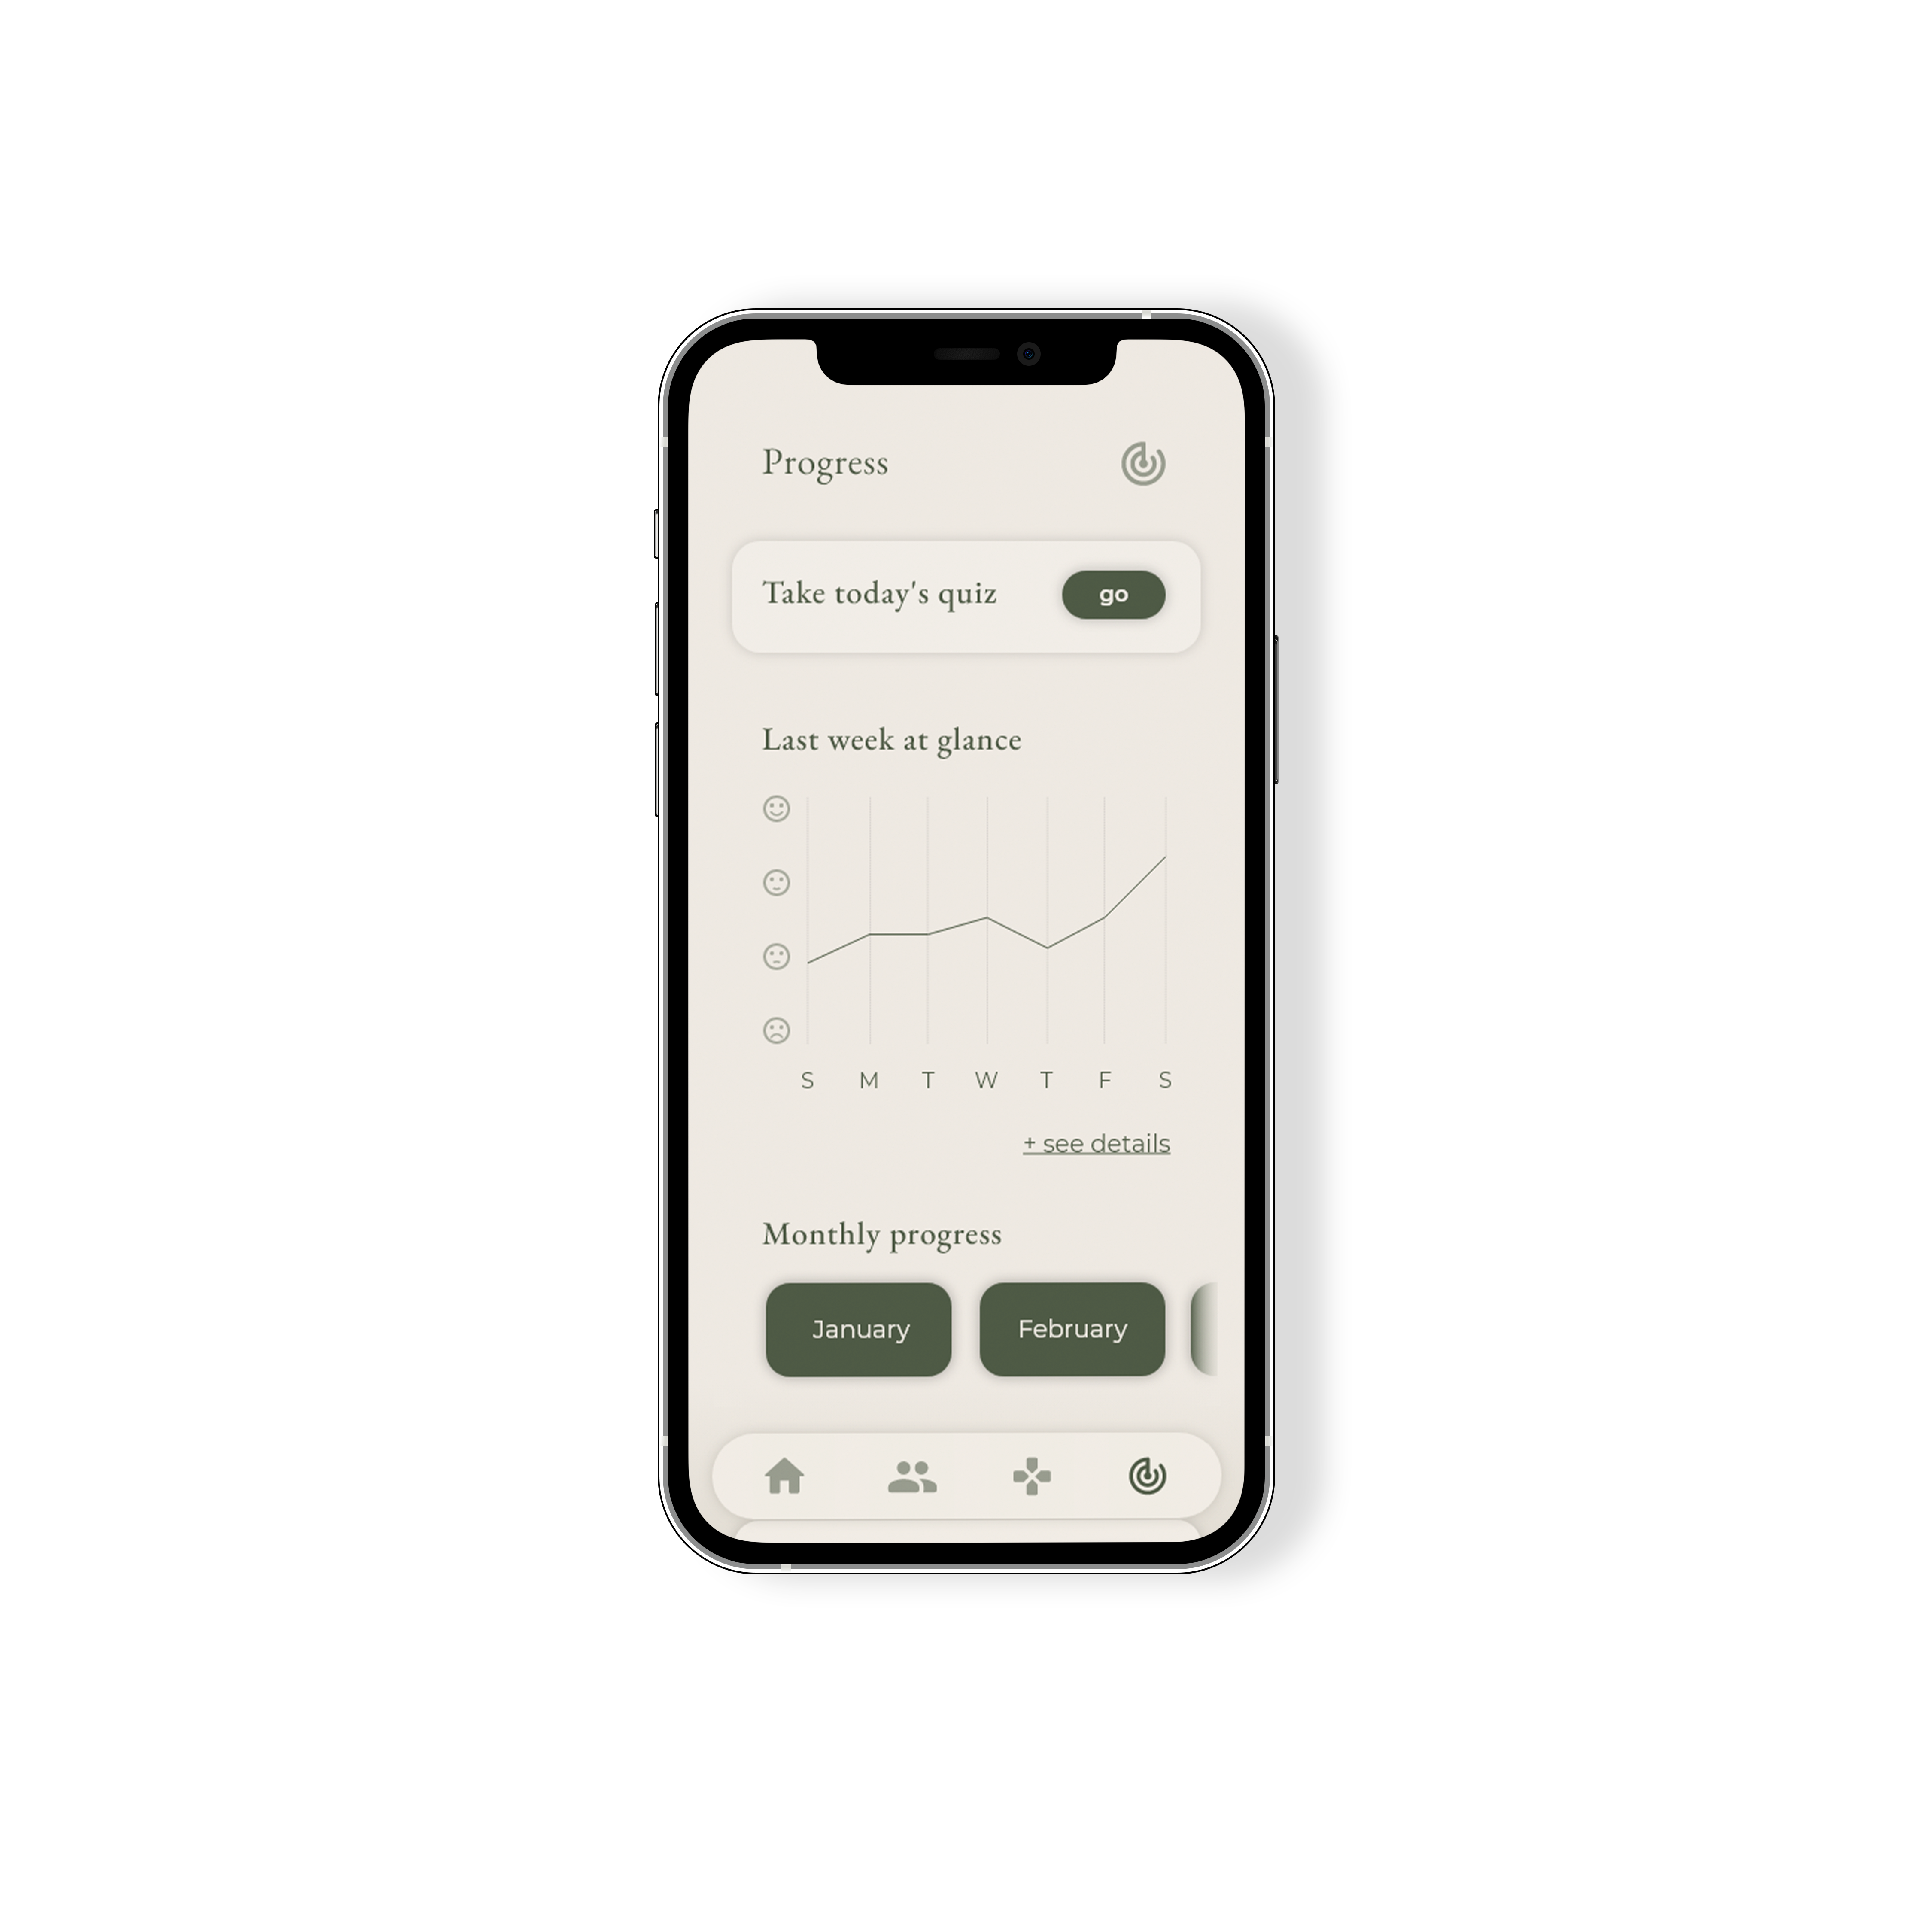 Progress
Take today's quiz
go
Last week at glance
S M T W T F S
+ see details
Monthly progress
January
February